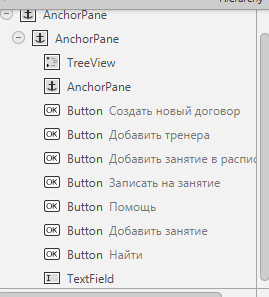 Hierarchy
AnchorPane
AnchorPane
TreeView
AnchorPane
OK Button Создать новый договор
OK Button Добавить тренера
OK Button Добавить занятие в распис
OK Button Записать на занятие
OK Button Помощь
OK Button Добавить занятие
OK Button Найти
TextField